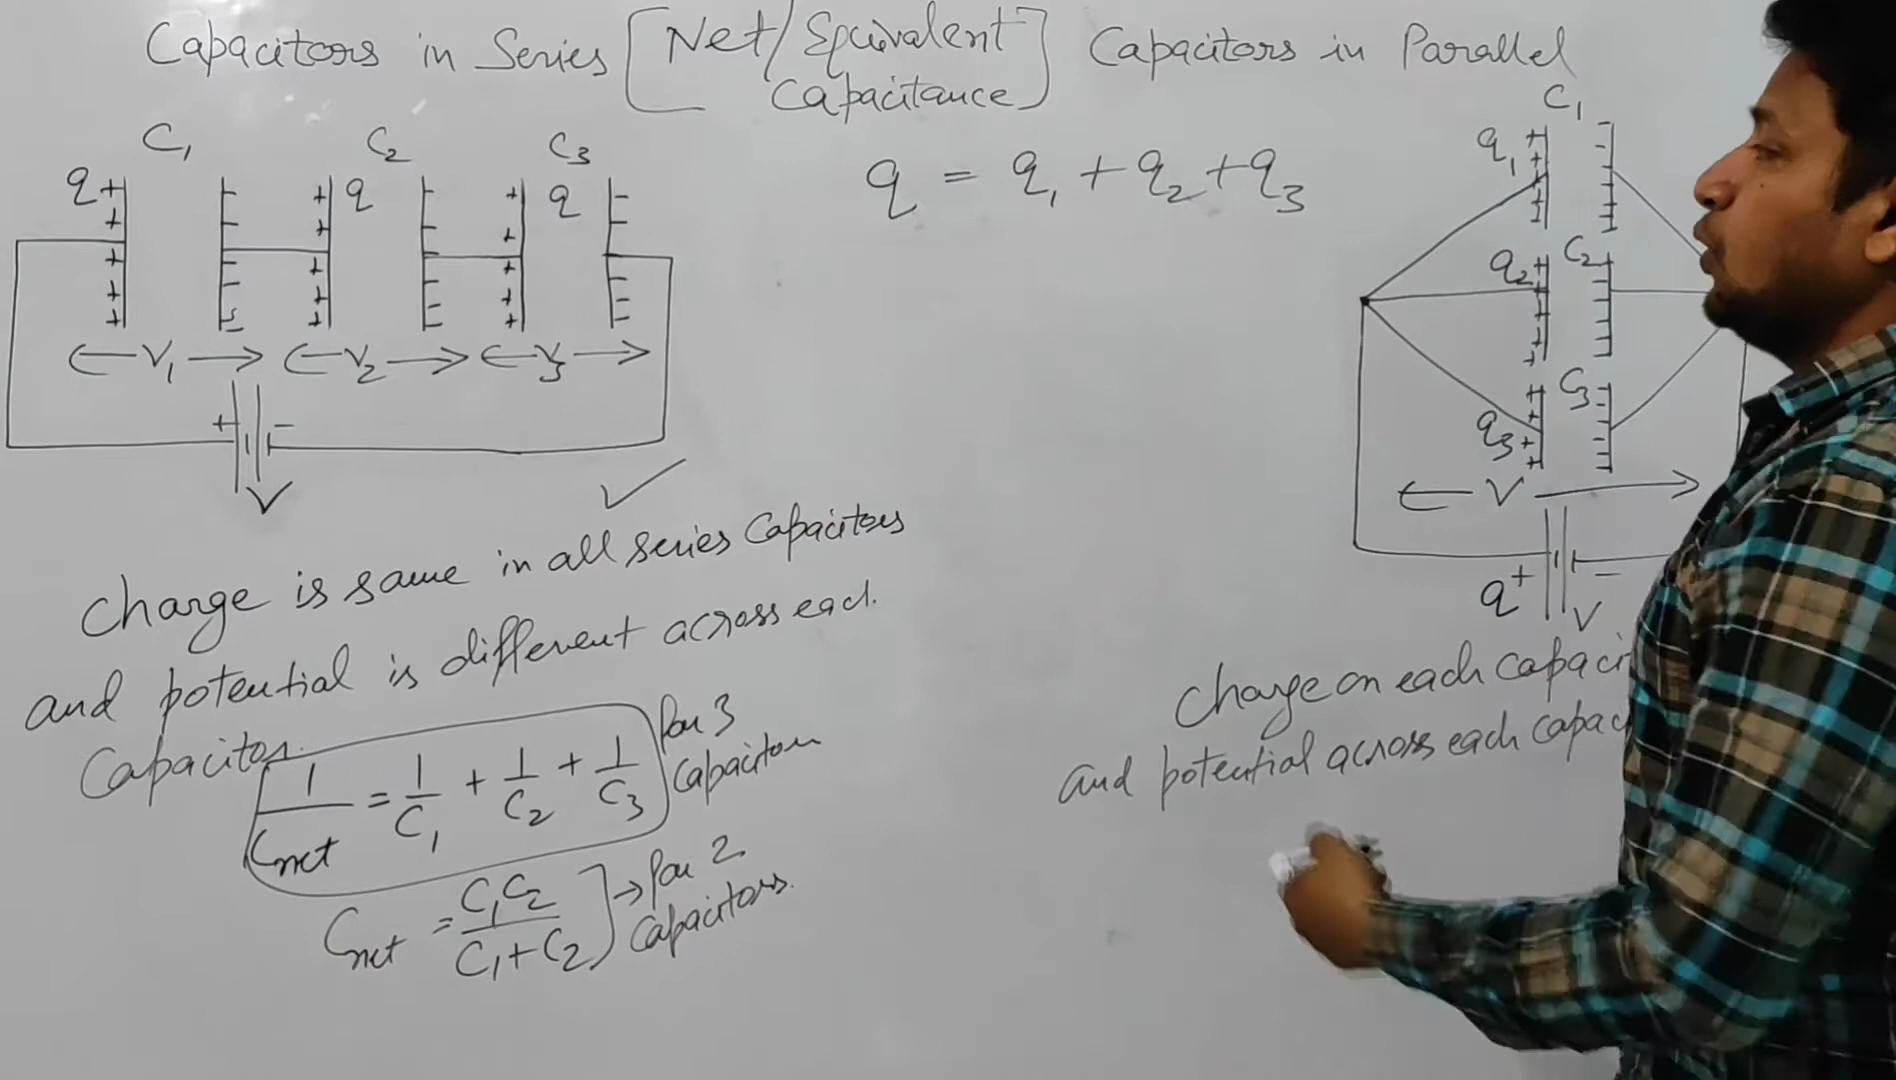 Capacitors in Series [Net/Equivalent Capacitance] Capacitors in Parallel
C₁ C₂ C₃
q q q
V₁ V₂ V₃
+ -
V
Charge is same in all series capacitors
and potential is different across each
capacitor.
1/Cnet = 1/C₁ + 1/C₂ + 1/C₃ For 3 capacitors
Cnet = C₁C₂/C₁+C₂ → For 2 capacitors.
q = q₁ + q₂ + q₃
C₁
q₁
q₂ C₂
C₃
q₃
V
q + -
V
Charge on each
and potential across each